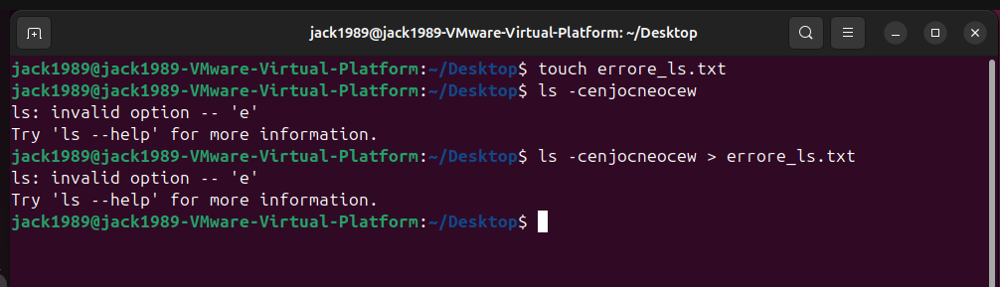 jack1989@jack1989-VMware-Virtual-Platform: ~/Desktop
jack1989@jack1989-VMware-Virtual-Platform:~/Desktop$ touch errore_ls.txt
jack1989@jack1989-VMware-Virtual-Platform:~/Desktop$ ls -cenjocneocew
ls: invalid option -- 'e'
Try 'ls --help' for more information.
jack1989@jack1989-VMware-Virtual-Platform:~/Desktop$ ls -cenjocneocew > errore_ls.txt
ls: invalid option -- 'e'
Try 'ls --help' for more information.
jack1989@jack1989-VMware-Virtual-Platform:~/Desktop$